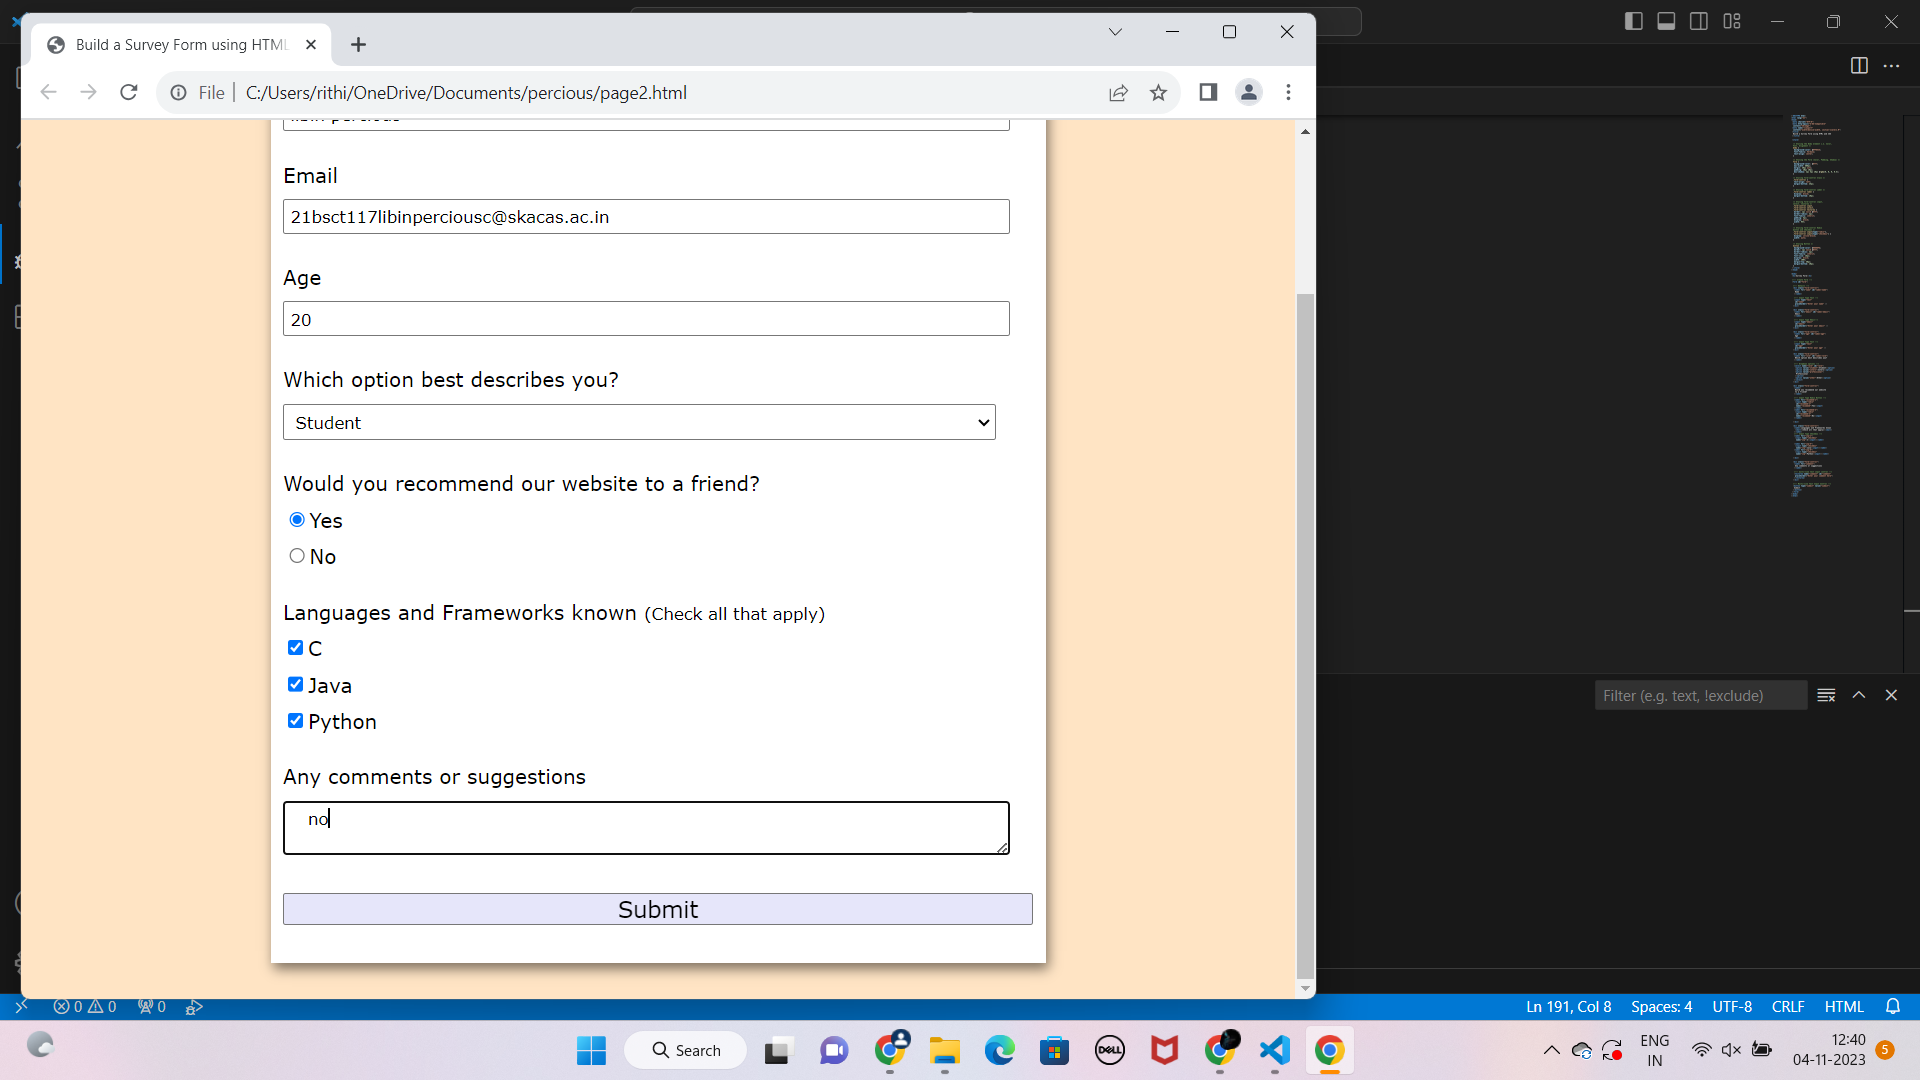 Build a Survey Form using HTML
File
C:/Users/rithi/OneDrive/Documents/percious/page2.html
libin percious
Email
21bsct117libinperciousc@skacas.ac.in
Age
20
Which option best describes you?
Student
Would you recommend our website to a friend?
Yes
No
Languages and Frameworks known (Check all that apply)
C
Java
Python
Any comments or suggestions
no
Submit
Filter (e.g. text, !exclude)
0 0 0
Ln 191, Col 8 Spaces: 4 UTF-8 CRLF HTML
Search
DELL
ENG
IN
12:40
04-11-2023
5